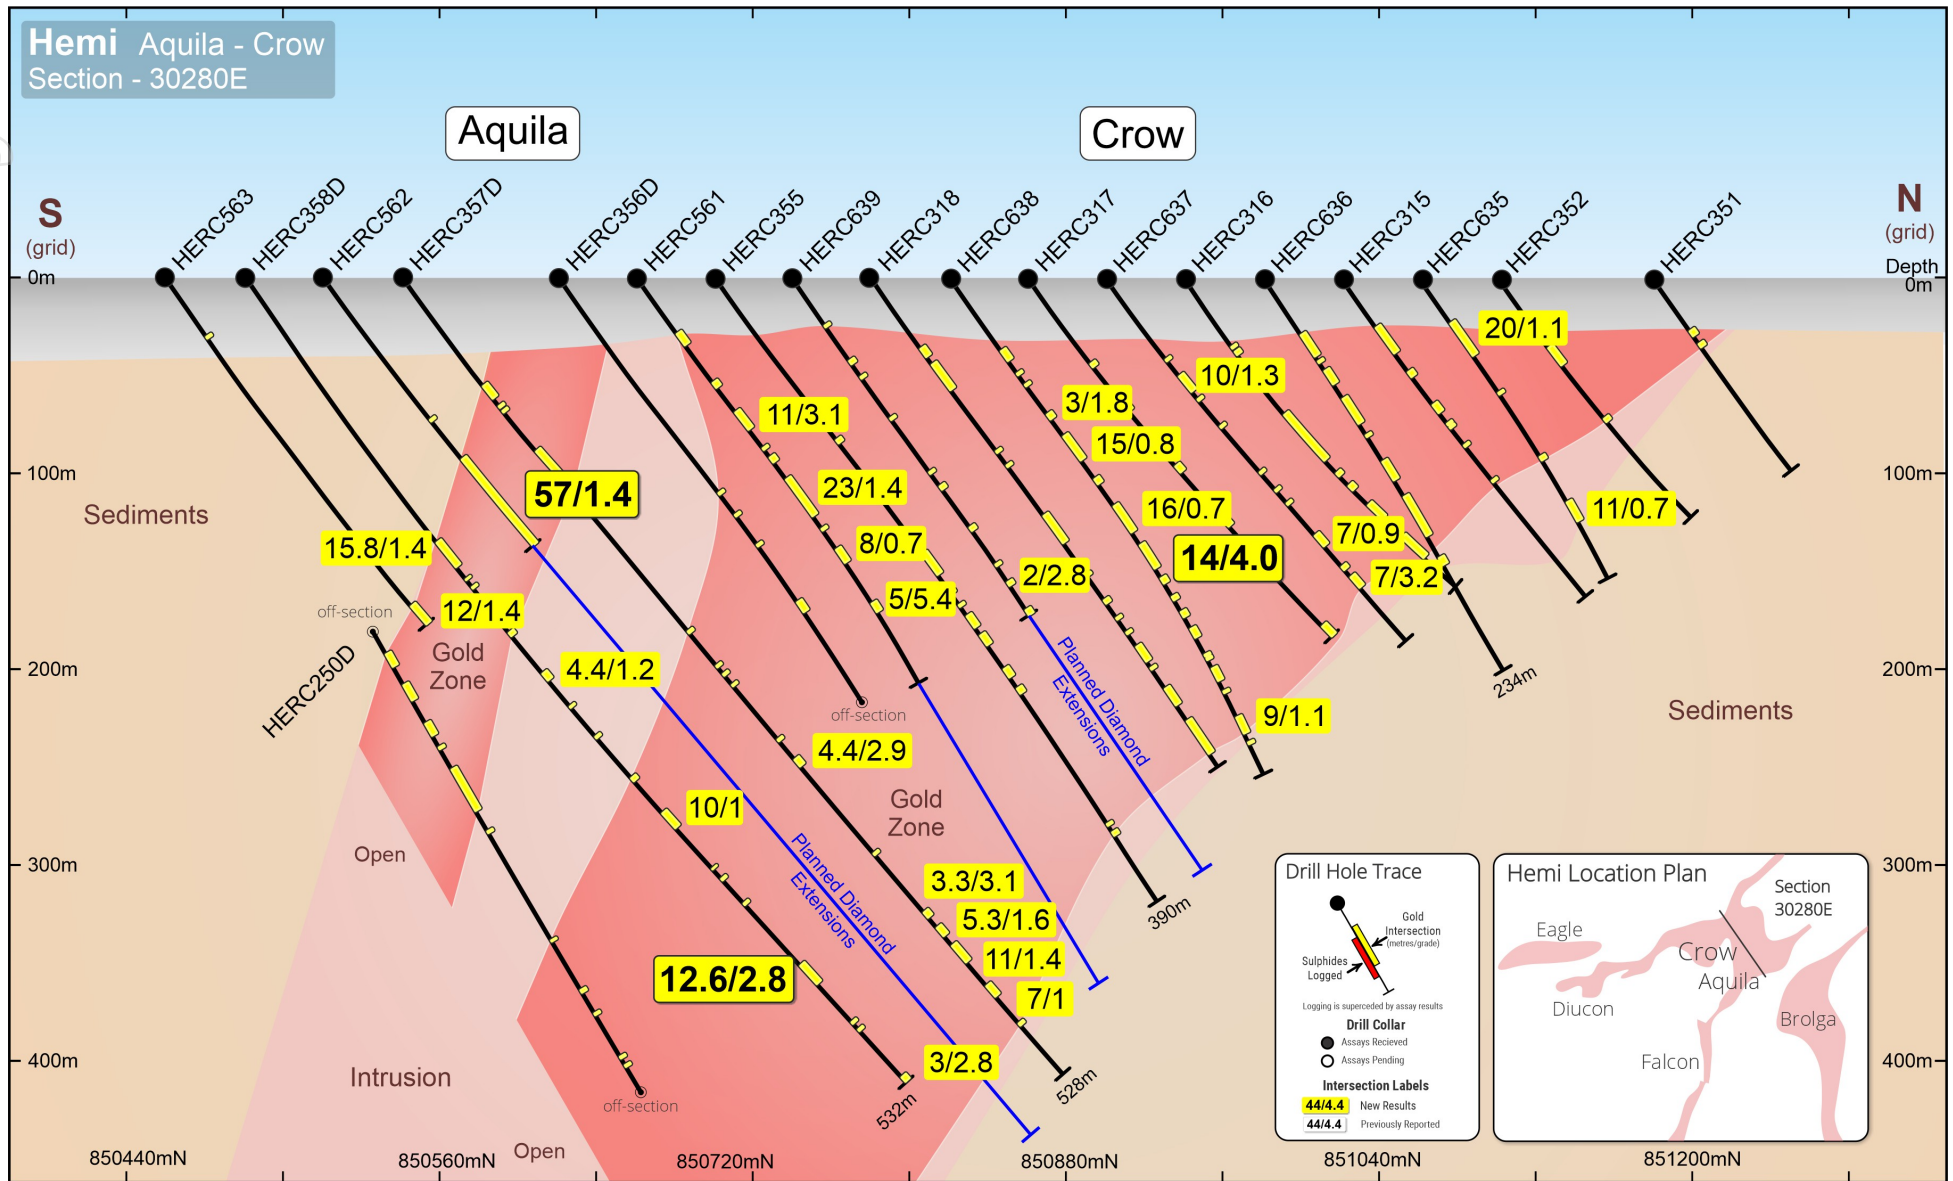 Hemi Aquila - Crow
Section - 30280E
Aquila
Crow
S
(grid)
N
(grid)
HERC563
HERC358D
HERC562
HERC357D
HERC356D
HERC561
HERC355
HERC639
HERC318
HERC638
HERC317
HERC637
HERC316
HERC636
HERC315
HERC635
HERC352
HERC351
0m
Depth
0m
20/1.1
10/1.3
3/1.8
11/3.1
15/0.8
100m
100m
57/1.4
23/1.4
16/0.7
11/0.7
Sediments
7/0.9
15.8/1.4
8/0.7
14/4.0
2/2.8
7/3.2
5/5.4
off-section
12/1.4
HERC250D
Gold
Zone
200m
4.4/1.2
Planned Diamond
Extensions
200m
234m
off-section
9/1.1
Sediments
4.4/2.9
10/1
Gold
Zone
Open
300m
Planned Diamond
Extensions
3.3/3.1
5.3/1.6
11/1.4
7/1
390m
300m
12.6/2.8
400m
Intrusion
3/2.8
off-section
532m
528m
400m
Open
850440mN
850560mN
850720mN
850880mN
851040mN
851200mN
Drill Hole Trace
Gold
Intersection
(metres/grade)
Sulphides
Logged
Logging is superceded by assay results
Drill Collar
Assays Recieved
Assays Pending
Intersection Labels
44/4.4 New Results
44/4.4 Previously Reported
Hemi Location Plan
Section
30280E
Eagle
Crow
Aquila
Diucon
Brolga
Falcon